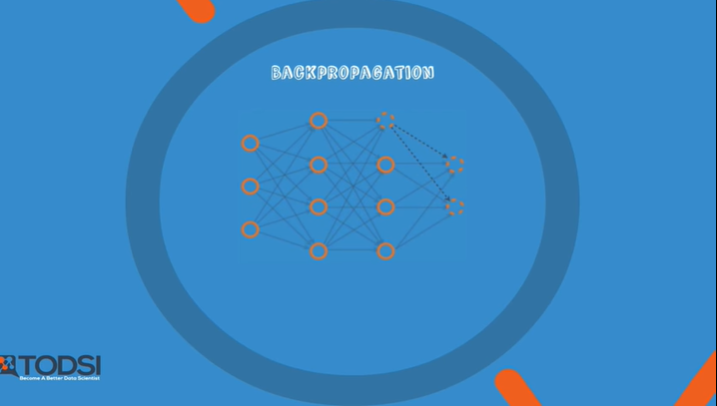 BACKPROPAGATION
TODSI
Become A Better Data Scientist